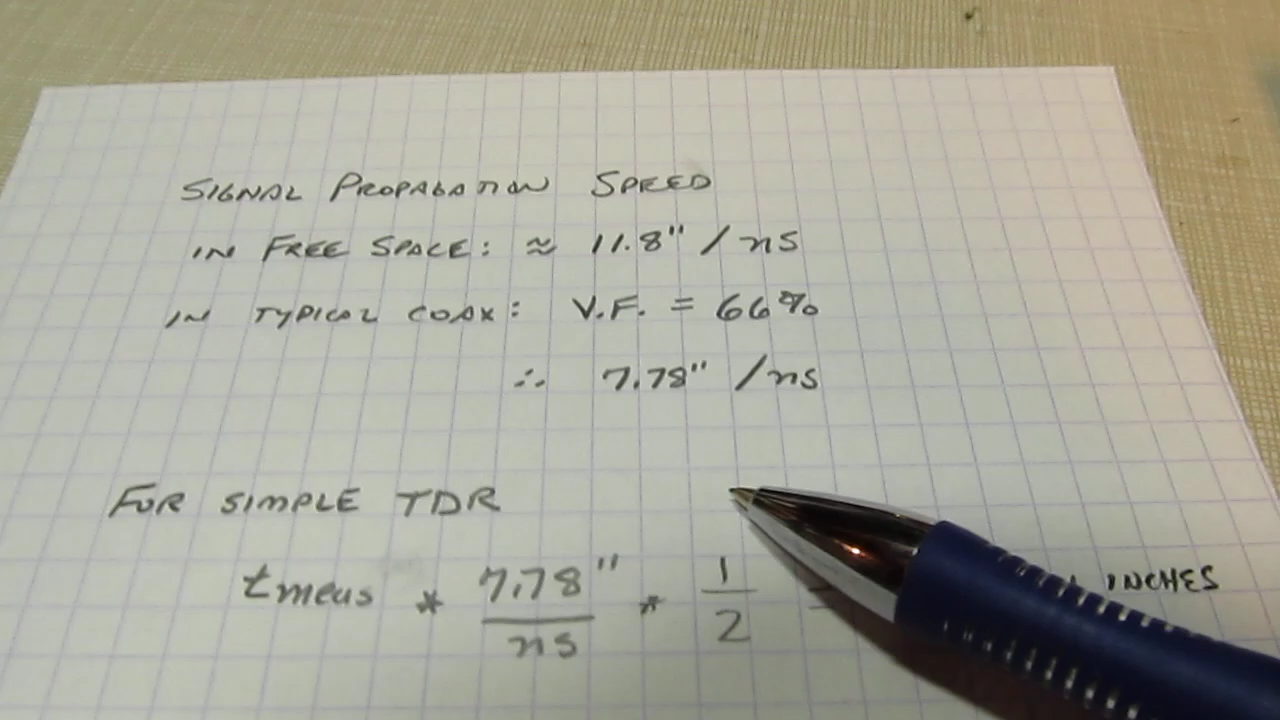 SIGNAL PROPAGATION SPEED
IN FREE SPACE: ≈ 11.8" / ns
IN TYPICAL COAX: V.F. = 66%
∴ 7.78" / ns
FOR SIMPLE TDR
tmeas * 7.78" / ns * 1 / 2 = INCHES